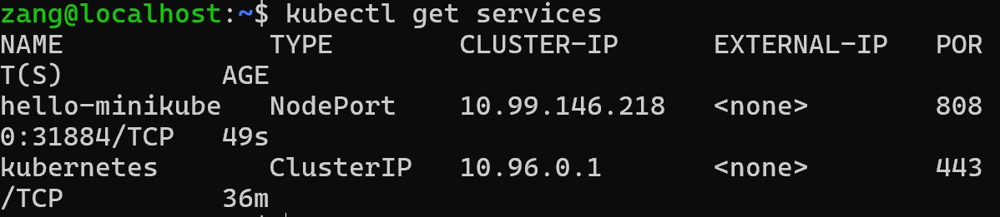 zang@localhost:~$ kubectl get services
NAME             TYPE        CLUSTER-IP      EXTERNAL-IP   POR
T(S)          AGE
hello-minikube   NodePort    10.99.146.218   <none>        808
0:31884/TCP   49s
kubernetes       ClusterIP   10.96.0.1       <none>        443
/TCP          36m